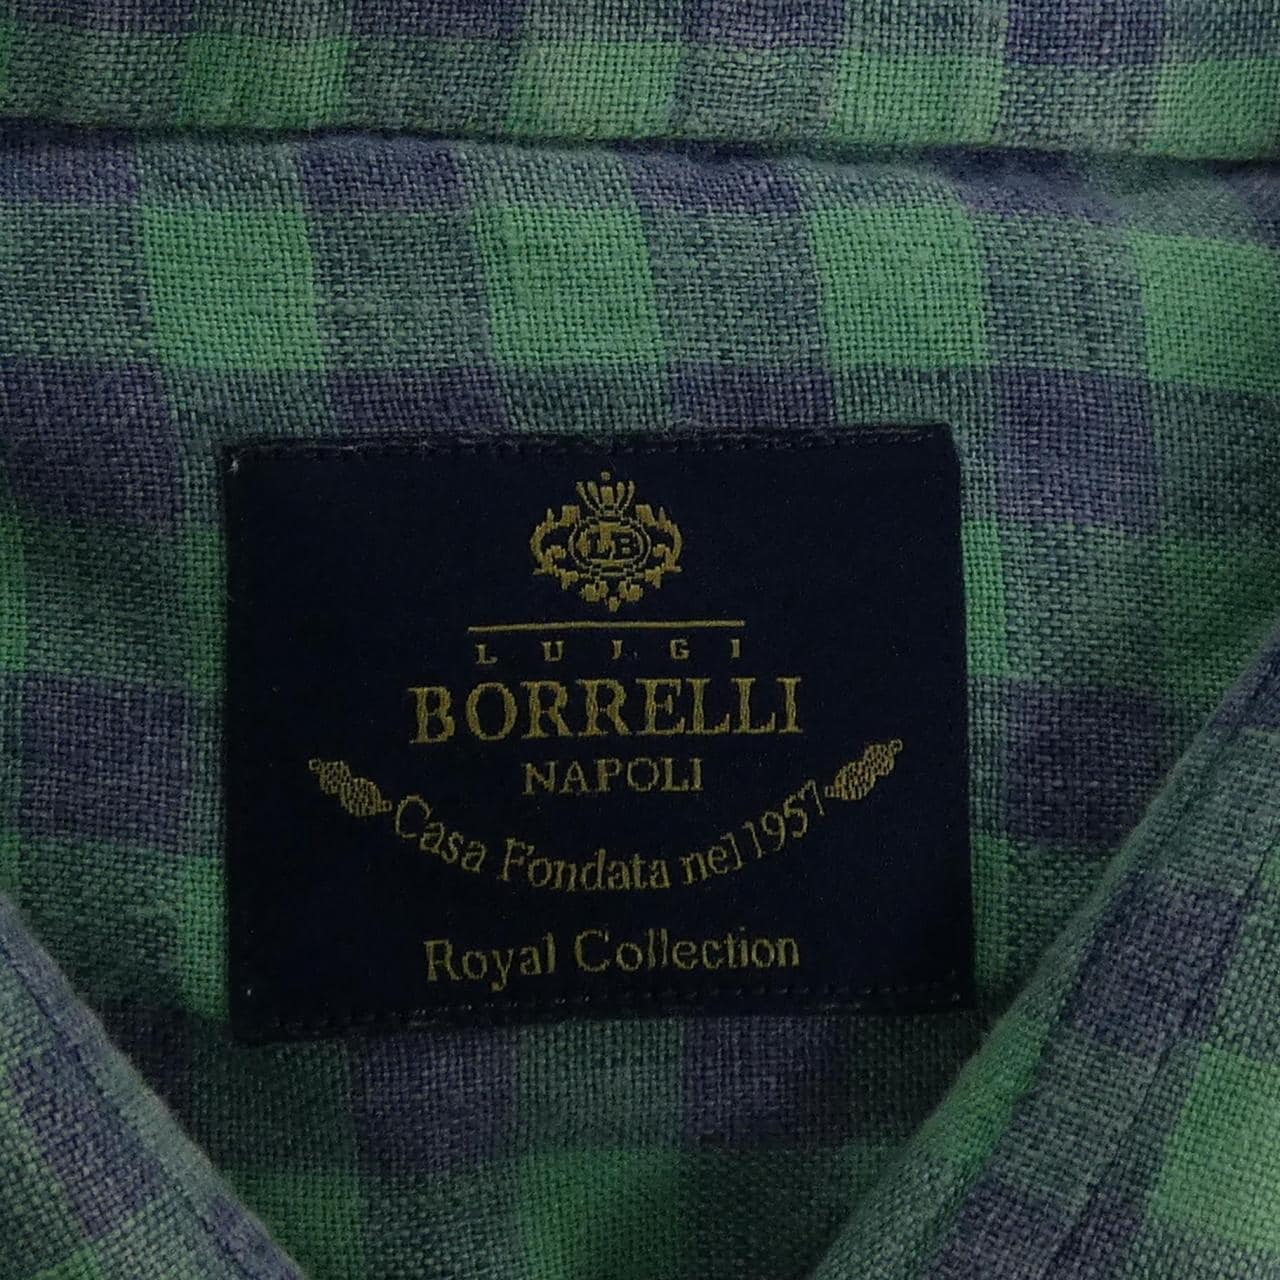 LB
LUIGI
BORRELLI
NAPOLI
Casa Fondata nel 1957
Royal Collection